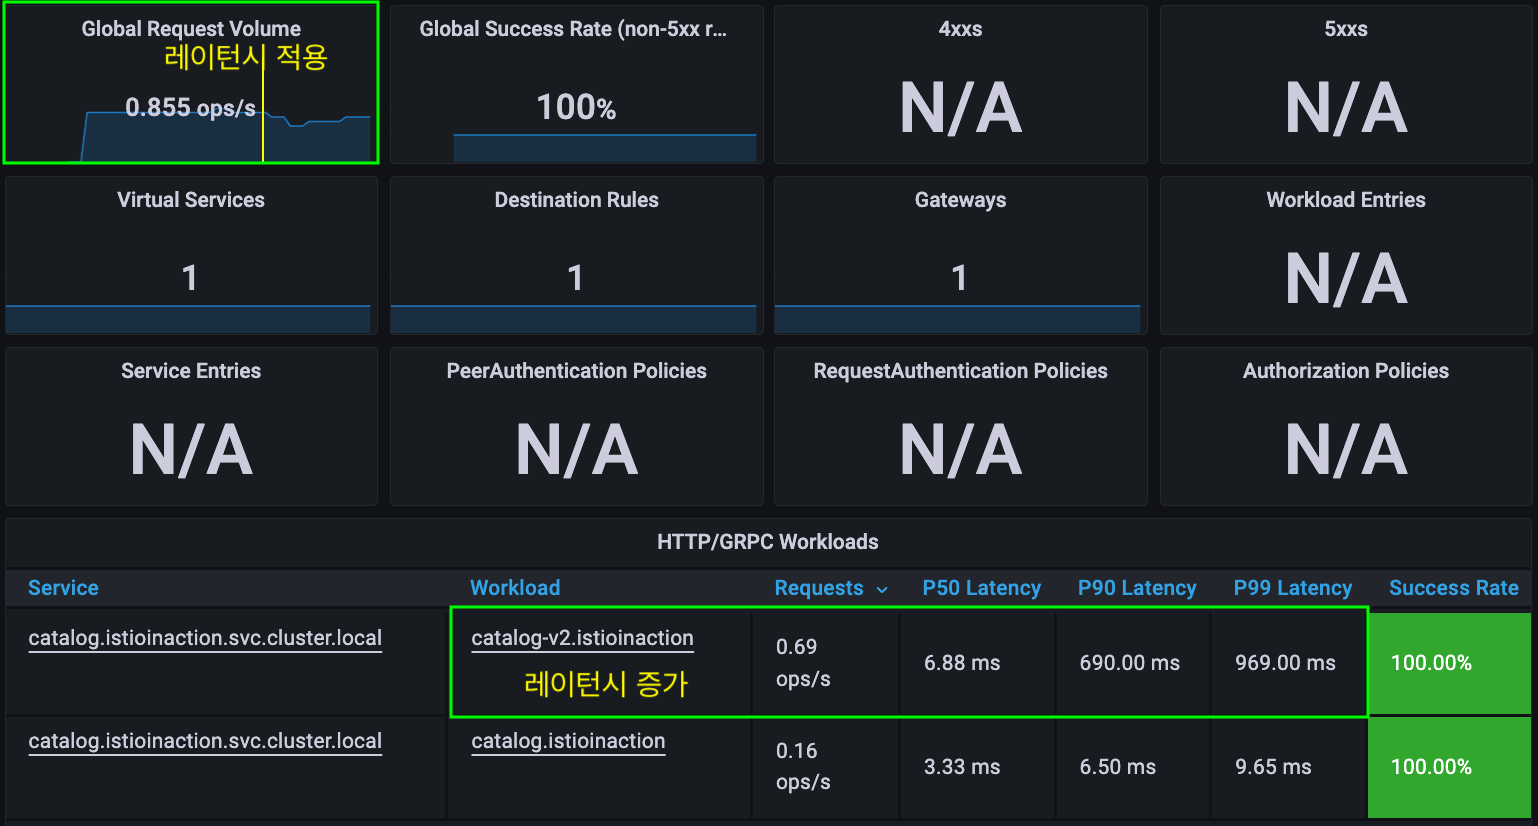 Global Request Volume
레이턴시 적용
0.855 ops/s
Global Success Rate (non-5xx r...
100%
4xxs
N/A
5xxs
N/A
Virtual Services
1
Destination Rules
1
Gateways
1
Workload Entries
N/A
Service Entries
N/A
PeerAuthentication Policies
N/A
RequestAuthentication Policies
N/A
Authorization Policies
N/A
HTTP/GRPC Workloads
Service Workload Requests P50 Latency P90 Latency P99 Latency Success Rate
catalog.istioinaction.svc.cluster.local catalog-v2.istioinaction 0.69 ops/s 6.88 ms 690.00 ms 969.00 ms 100.00%
레이턴시 증가
catalog.istioinaction.svc.cluster.local catalog.istioinaction 0.16 ops/s 3.33 ms 6.50 ms 9.65 ms 100.00%